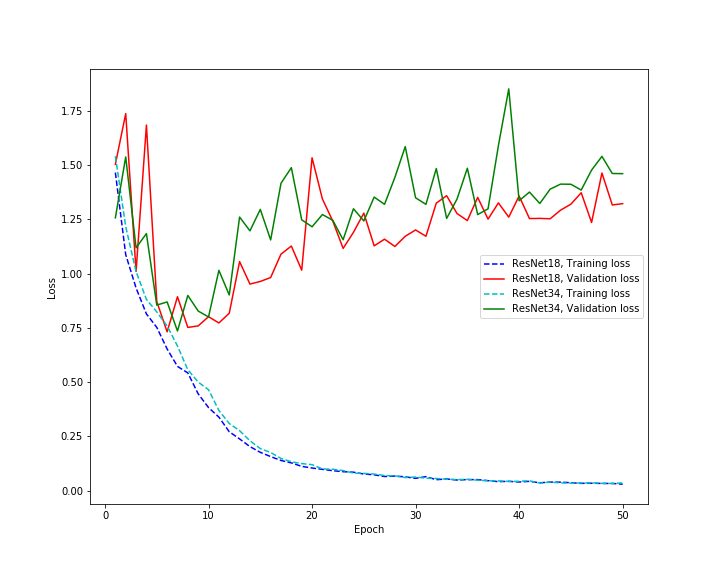 1.75
1.50
1.25
1.00
0.75
0.50
0.25
0.00
Loss
ResNet18, Training loss
ResNet18, Validation loss
ResNet34, Training loss
ResNet34, Validation loss
0 10 20 30 40 50
Epoch